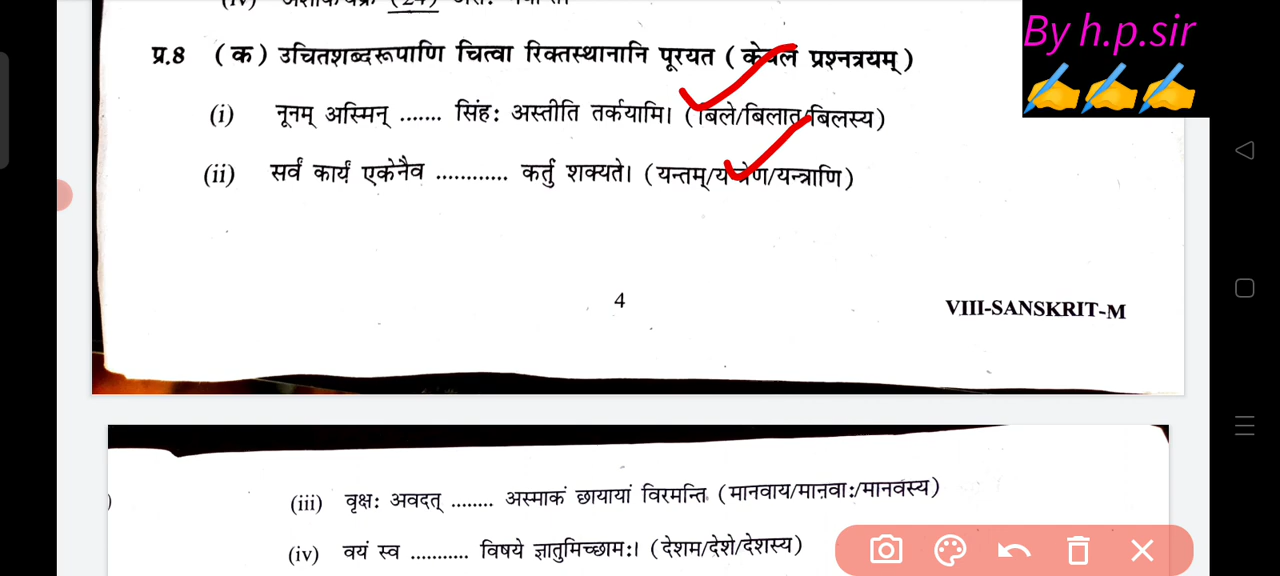 By h.p.sir
प्र.8 (क) उचितशब्दरूपाणि चित्वा रिक्तस्थानानि पूरयत (केवलं प्रश्नत्रयम्)
(i) नूनम् अस्मिन् ....... सिंहः अस्तीति तर्कयामि। (बिले/बिलात्/बिलस्य)
(ii) सर्वं कार्यं एकेनैव ............ कर्तु शक्यते। (यन्तम्/यन्त्रेण/यन्त्राणि)
4
VIII-SANSKRIT-M
(iii) वृक्षः अवदत् ........ अस्माकं छायायां विरमन्ति (मानवाय/मानवाः/मानवस्य)
(iv) वयं स्व ........... विषये ज्ञातुमिच्छामः। (देशम/देशे/देशस्य)